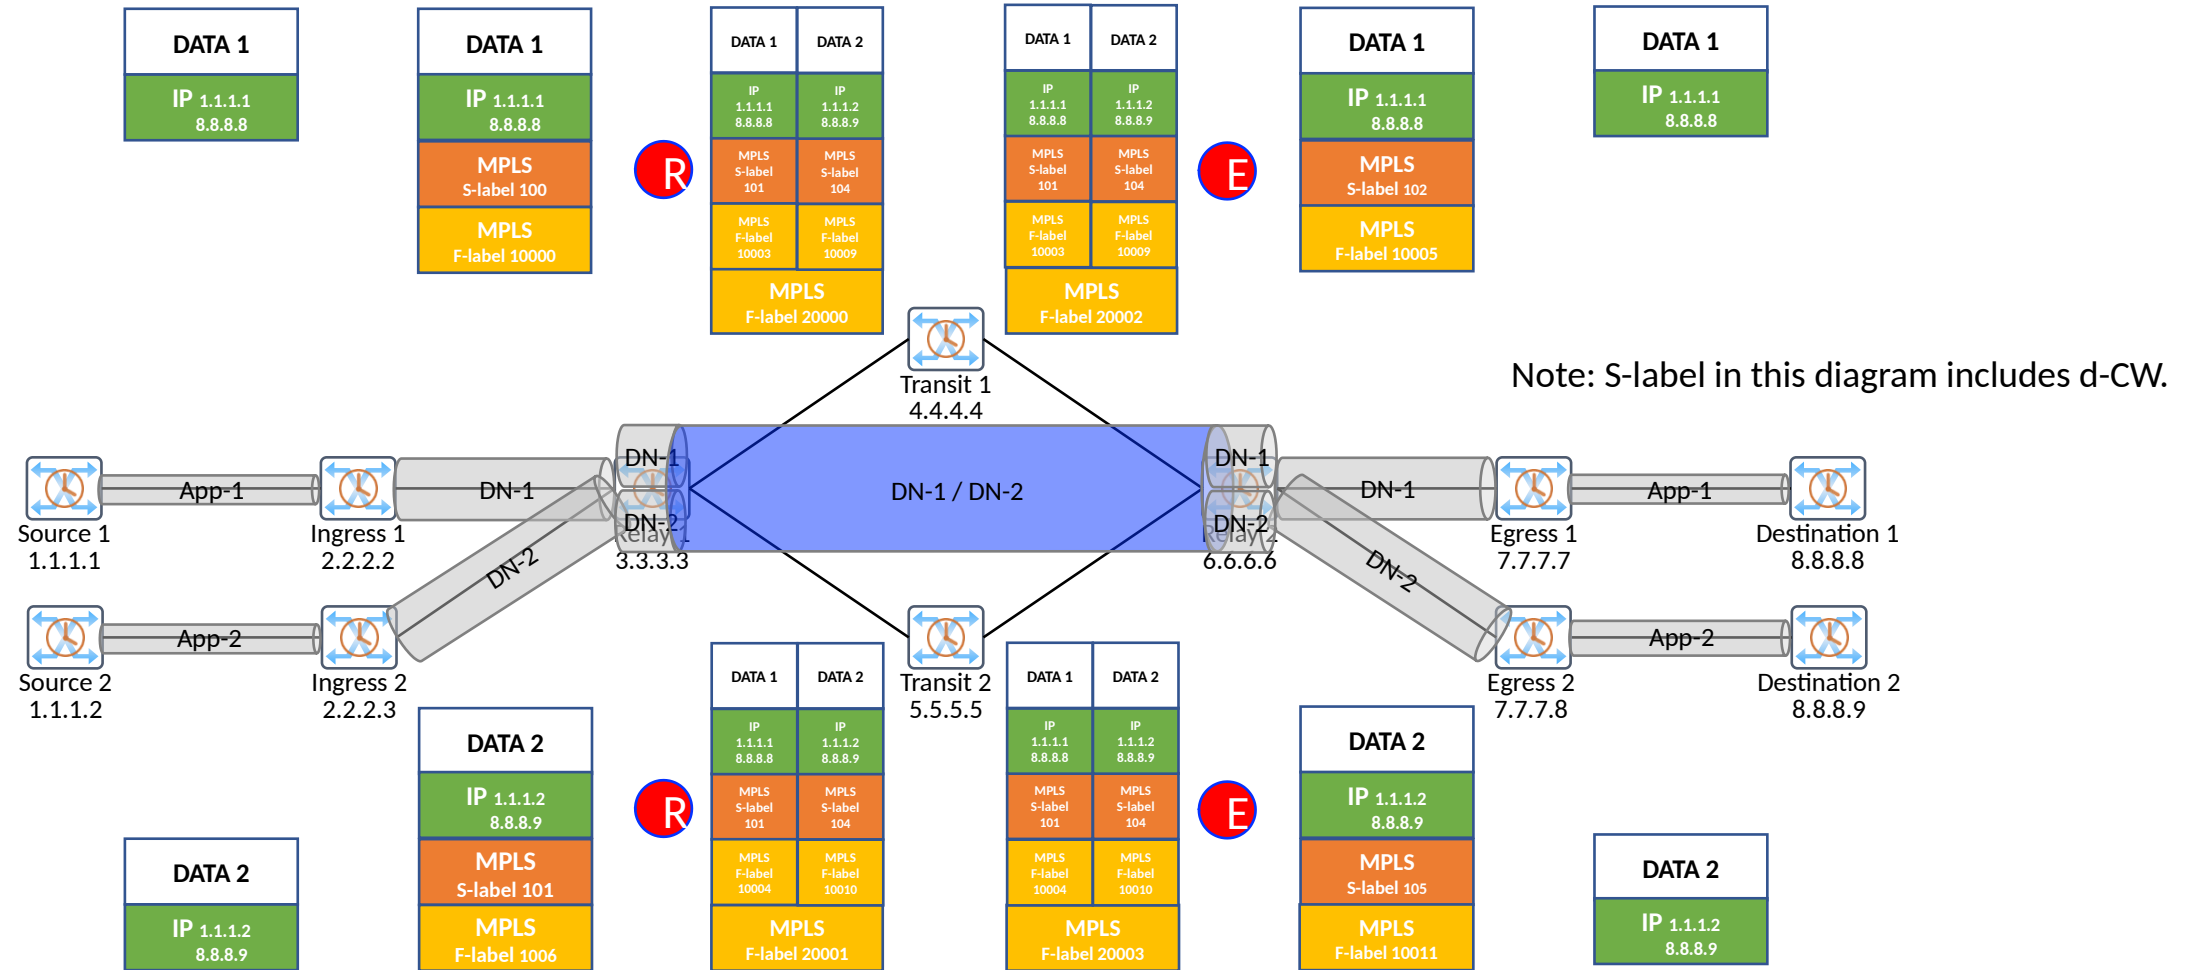 DATA 1
IP 1.1.1.1
8.8.8.8
DATA 1
IP 1.1.1.1
8.8.8.8
MPLS
S-label 100
MPLS
F-label 10000
R
DATA 1
DATA 2
IP
1.1.1.1
8.8.8.8
IP
1.1.1.2
8.8.8.9
MPLS
S-label
101
MPLS
S-label
104
MPLS
F-label
10003
MPLS
F-label
10009
MPLS
F-label 20000
DATA 1
DATA 2
IP
1.1.1.1
8.8.8.8
IP
1.1.1.2
8.8.8.9
MPLS
S-label
101
MPLS
S-label
104
MPLS
F-label
10003
MPLS
F-label
10009
MPLS
F-label 20002
E
DATA 1
IP 1.1.1.1
8.8.8.8
MPLS
S-label 102
MPLS
F-label 10005
DATA 1
IP 1.1.1.1
8.8.8.8
Note: S-label in this diagram includes d-CW.
Transit 1
4.4.4.4
App-1
DN-1
DN-1
DN-1 / DN-2
DN-1
DN-1
App-1
Source 1
1.1.1.1
Ingress 1
2.2.2.2
DN-2
DN-2
Relay 1
3.3.3.3
DN-2
Relay 2
6.6.6.6
DN-2
Egress 1
7.7.7.7
Destination 1
8.8.8.8
App-2
App-2
Source 2
1.1.1.2
Ingress 2
2.2.2.3
Transit 2
5.5.5.5
Egress 2
7.7.7.8
Destination 2
8.8.8.9
DATA 2
IP 1.1.1.2
8.8.8.9
DATA 2
IP 1.1.1.2
8.8.8.9
MPLS
S-label 101
MPLS
F-label 1006
R
DATA 1
DATA 2
IP
1.1.1.1
8.8.8.8
IP
1.1.1.2
8.8.8.9
MPLS
S-label
101
MPLS
S-label
104
MPLS
F-label
10004
MPLS
F-label
10010
MPLS
F-label 20001
DATA 1
DATA 2
IP
1.1.1.1
8.8.8.8
IP
1.1.1.2
8.8.8.9
MPLS
S-label
101
MPLS
S-label
104
MPLS
F-label
10004
MPLS
F-label
10010
MPLS
F-label 20003
E
DATA 2
IP 1.1.1.2
8.8.8.9
MPLS
S-label 105
MPLS
F-label 10011
DATA 2
IP 1.1.1.2
8.8.8.9